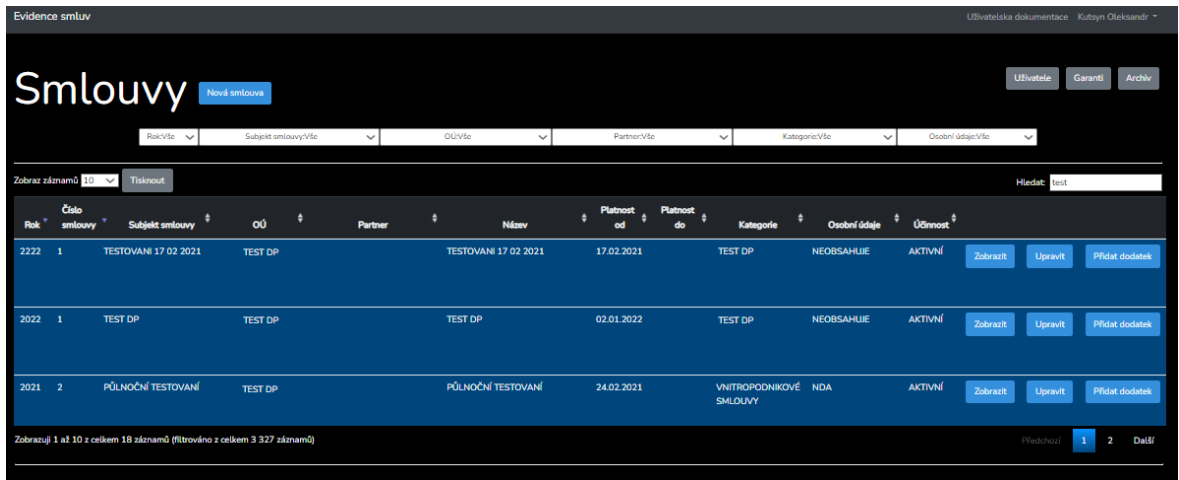 Evidence smluv Uživatelska dokumentace Kutsyn Oleksandr
Smlouvy Nová smlouva Uživatele Garanti Archiv
Rok:Vše Subjekt smlouvy:Vše OÚ:Vše Partner:Vše Kategorie:Vše Osobní údaje:Vše
Zobraz záznamů 10 Tisknout Hledat: test
Rok Číslo smlouvy Subjekt smlouvy OÚ Partner Název Platnost od Platnost do Kategorie Osobní údaje Účinnost
2222 1 TESTOVANI 17 02 2021 TEST DP TESTOVANI 17 02 2021 17.02.2021 TEST DP NEOBSAHUJE AKTIVNÍ Zobrazit Upravit Přidat dodatek
2022 1 TEST DP TEST DP TEST DP 02.01.2022 TEST DP NEOBSAHUJE AKTIVNÍ Zobrazit Upravit Přidat dodatek
2021 2 PŮLNOČNÍ TESTOVANÍ TEST DP PŮLNOČNÍ TESTOVANÍ 24.02.2021 VNITROPODNIKOVÉ SMLOUVY NDA AKTIVNÍ Zobrazit Upravit Přidat dodatek
Zobrazuji 1 až 10 z celkem 18 záznamů (filtrováno z celkem 3 327 záznamů) Předchozí 1 2 Další